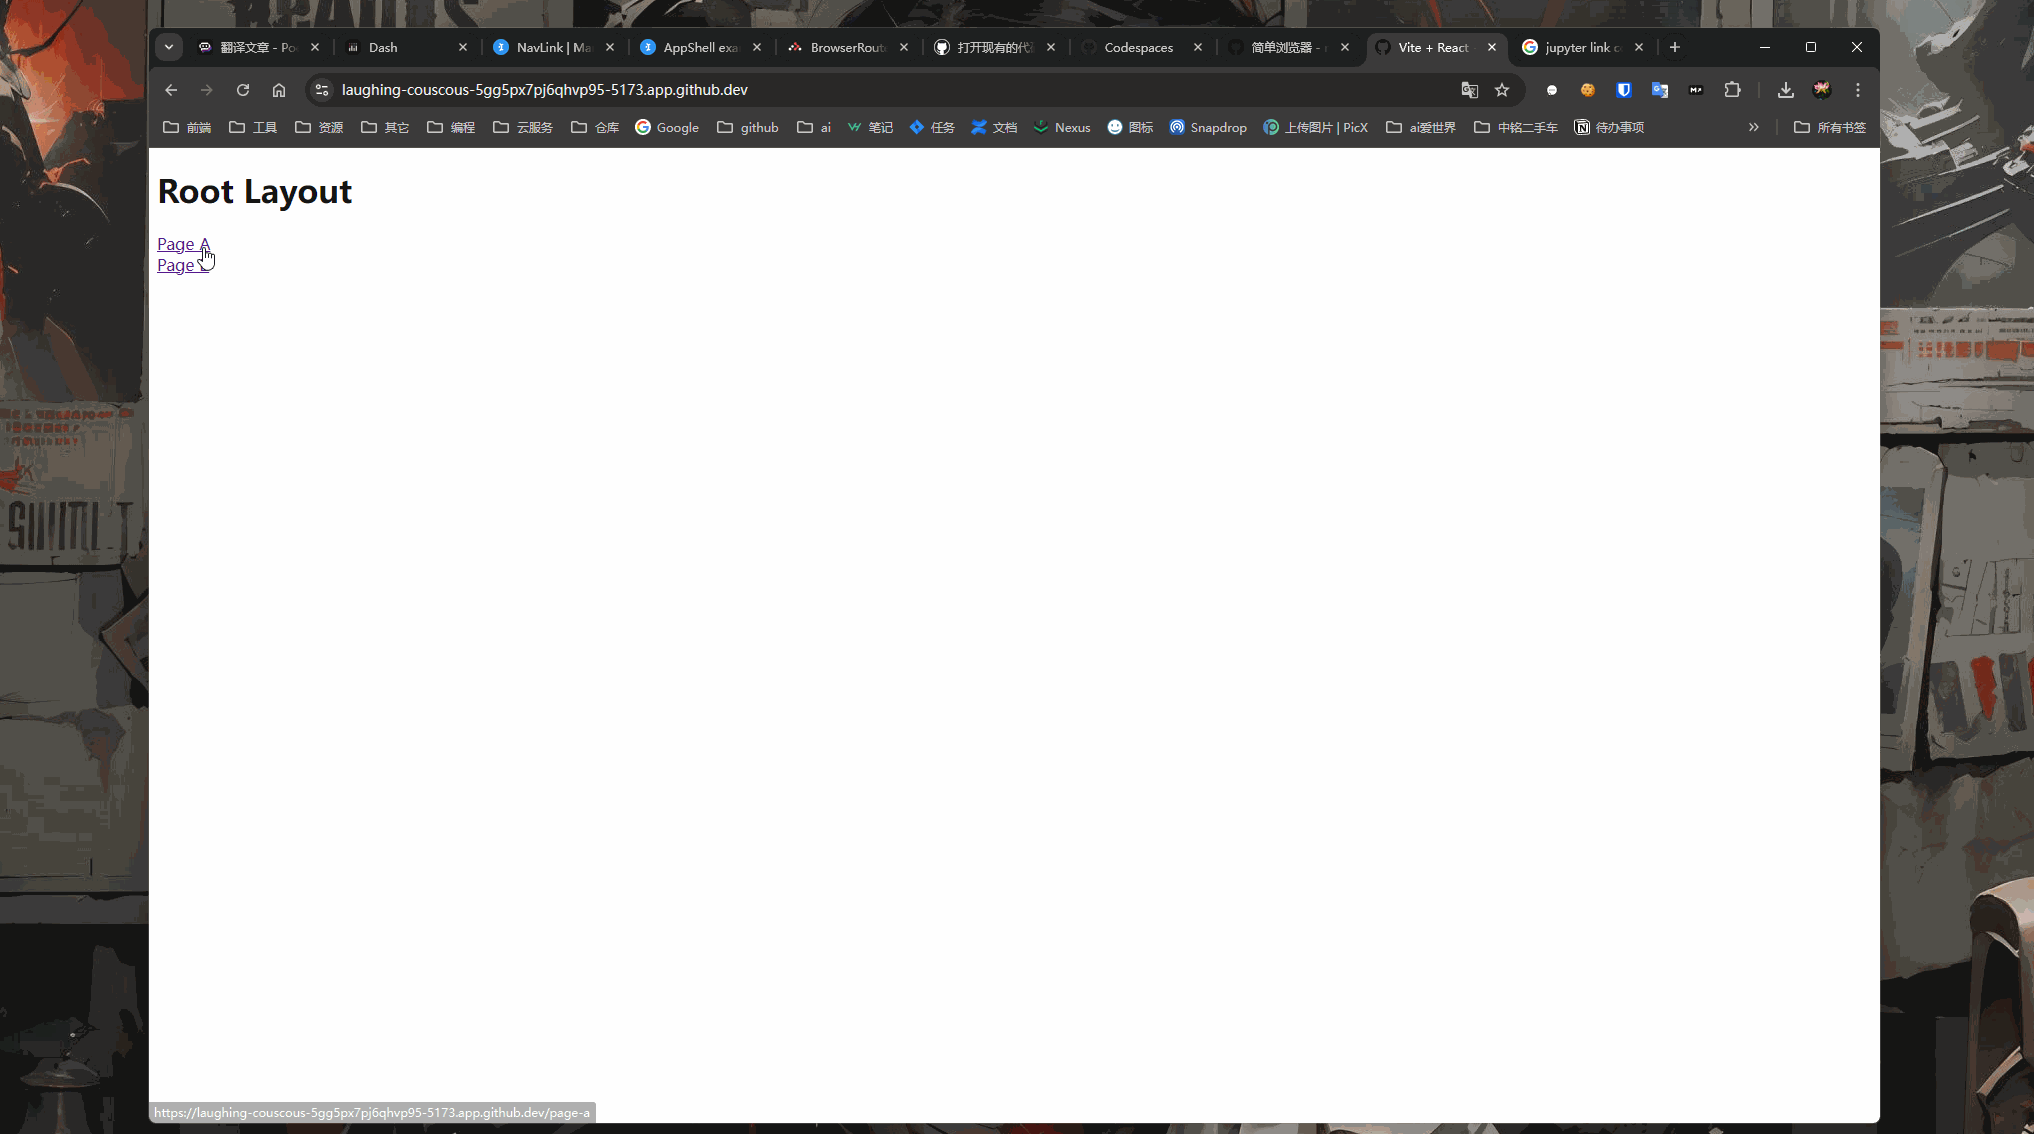 翻译文章 - Po
Dash
NavLink | Ma
AppShell exa
BrowserRoute
打开现有的代
Codespaces
简单浏览器 -
Vite + React
jupyter link c
laughing-couscous-5gg5px7pj6qhvp95-5173.app.github.dev
前端 工具 资源 其它 编程 云服务 仓库 Google github ai 笔记 任务 文档 Nexus 图标 Snapdrop 上传图片 | PicX ai爱世界 中铭二手车 待办事项 » 所有书签
Root Layout
Page A
Page
https://laughing-couscous-5gg5px7pj6qhvp95-5173.app.github.dev/page-a